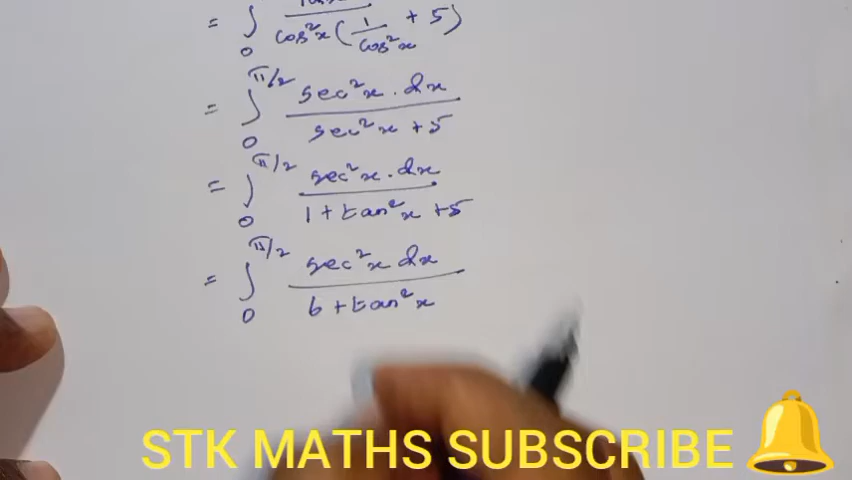 = ∫₀ / cos²x ( 1/cos²x + 5 )
= ∫₀^(π/2) sec²x . dx / sec²x + 5
= ∫₀^(π/2) sec²x . dx / 1 + tan²x + 5
= ∫₀^(π/2) sec²x dx / 6 + tan²x
STK MATHS SUBSCRIBE